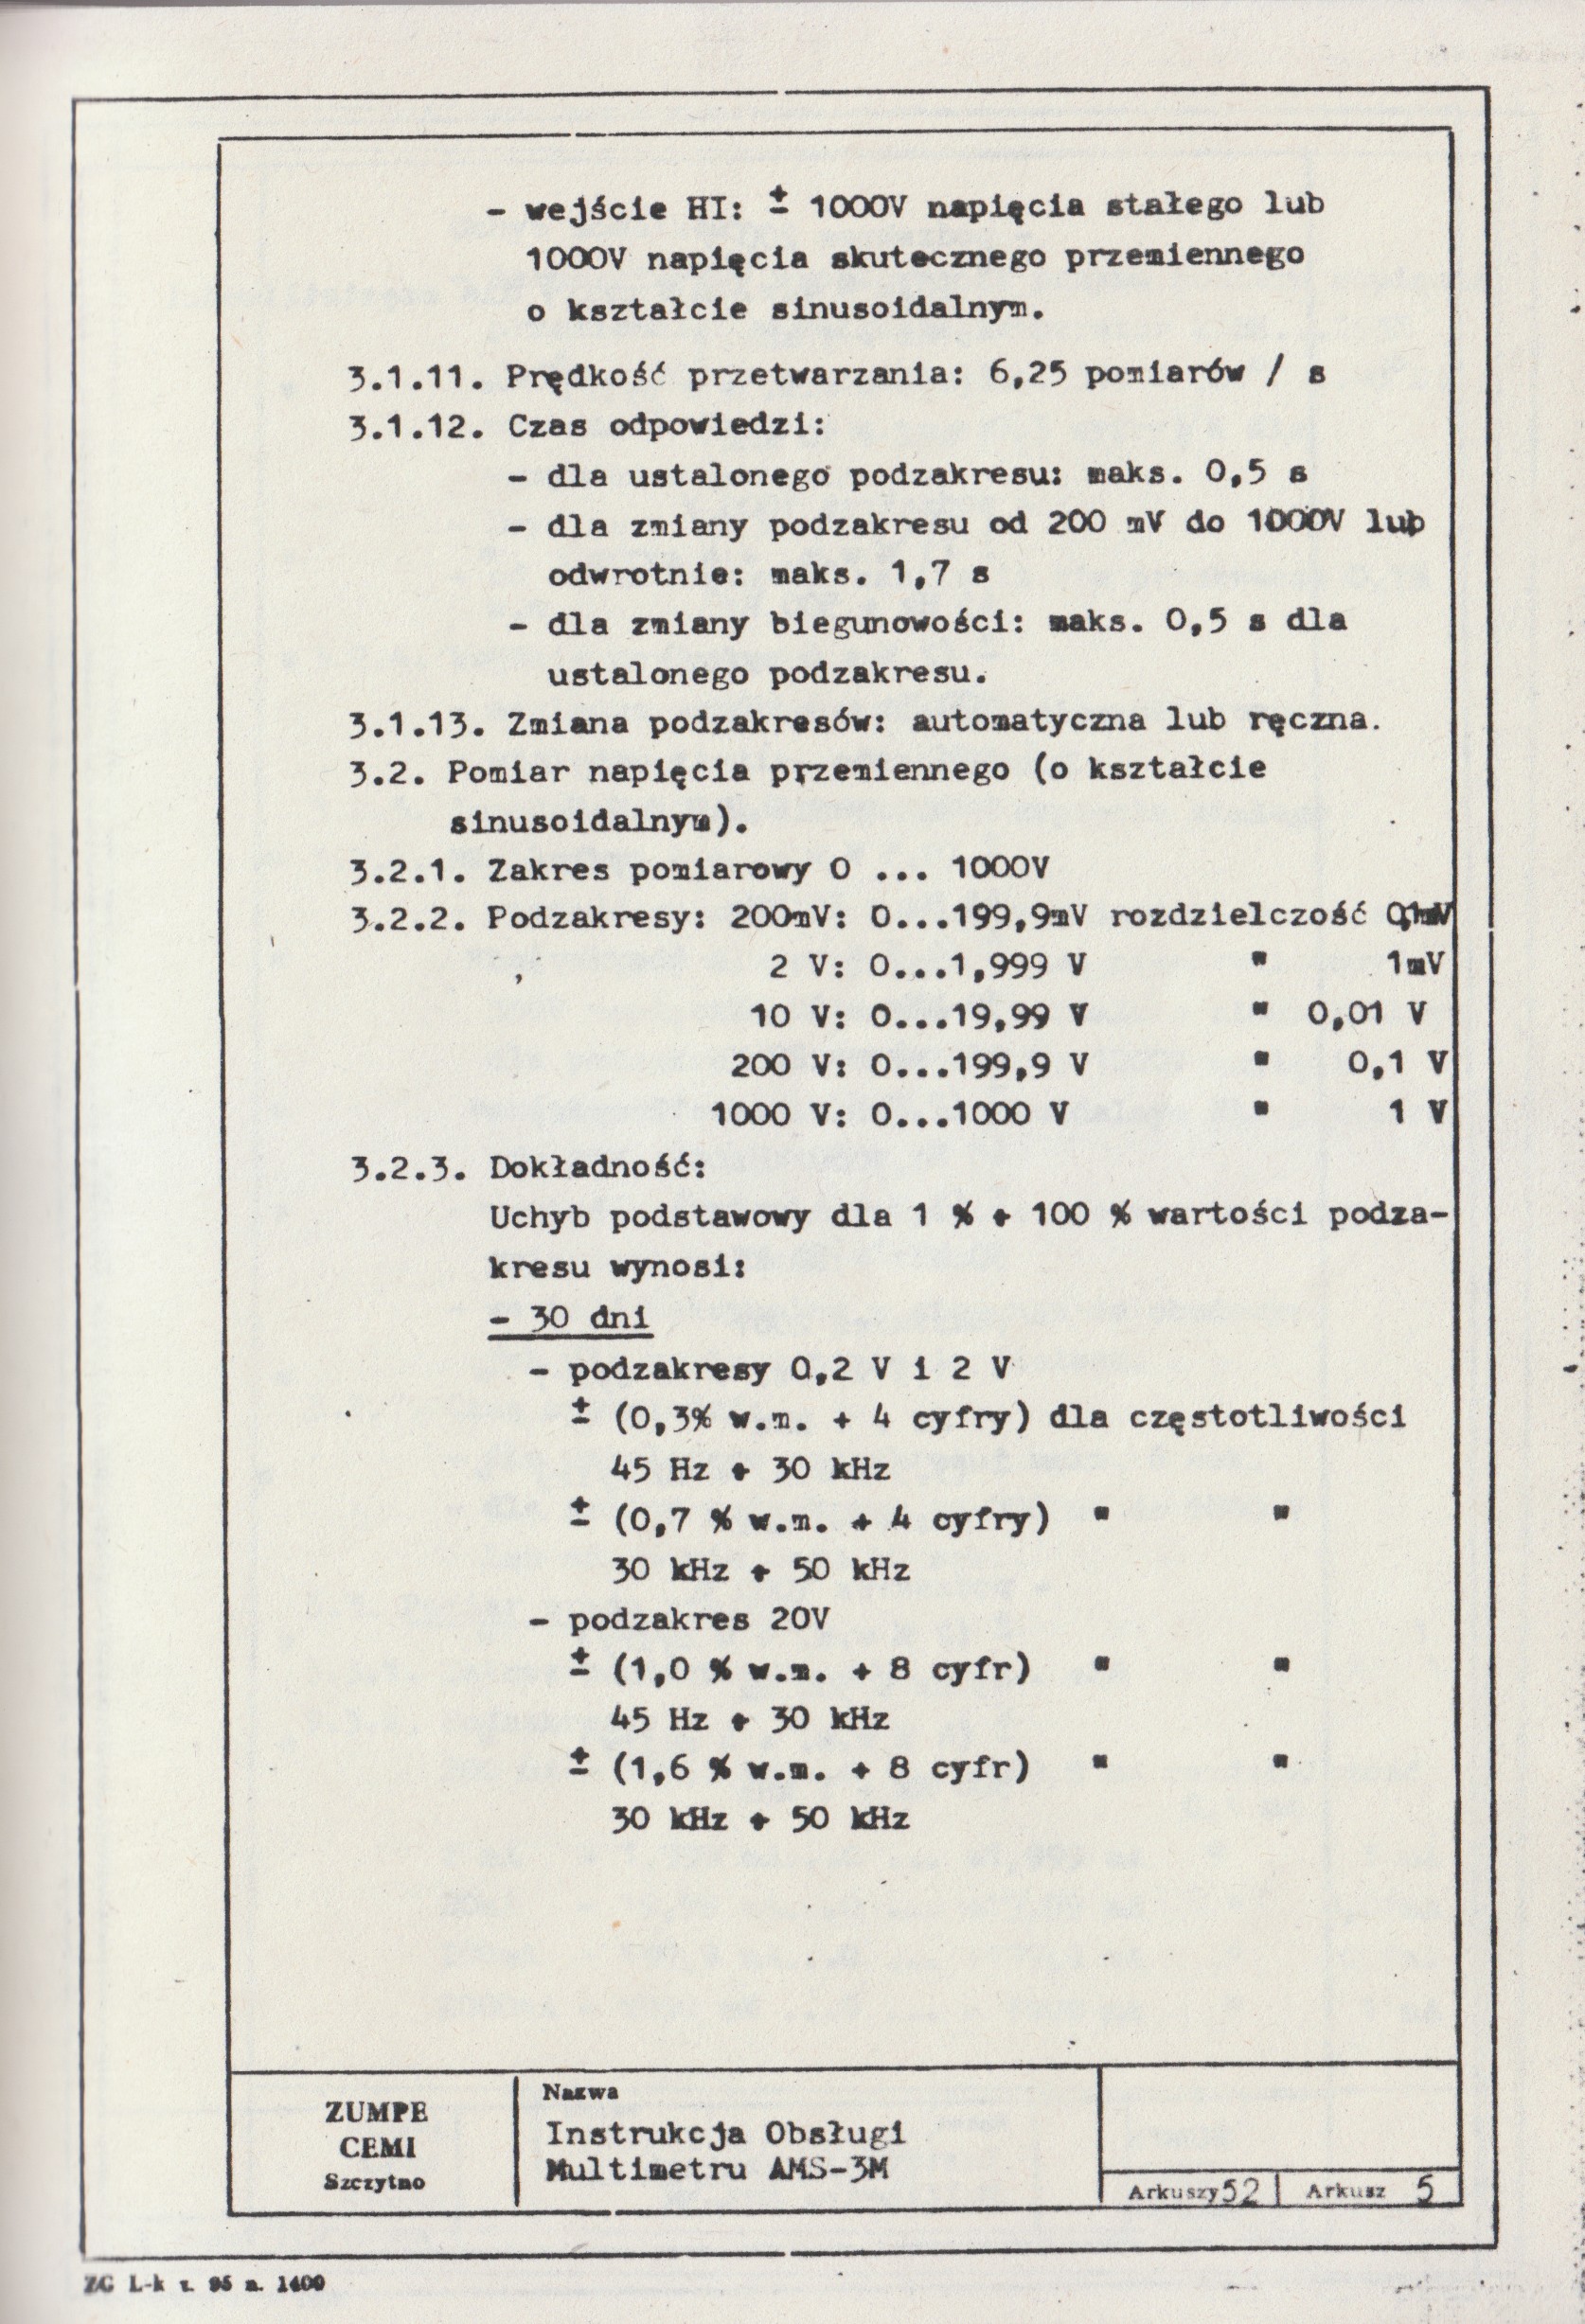 - wejście HI: ± 1000V napięcia stałego lub
1000V napięcia skutecznego przemiennego
o kształcie sinusoidalnym.
3.1.11. Prędkość przetwarzania: 6,25 pomiarów / s
3.1.12. Czas odpowiedzi:
- dla ustalonego podzakresu: maks. 0,5 s
- dla zmiany podzakresu od 200 mV do 1000V lub
odwrotnie: maks. 1,7 s
- dla zmiany biegunowości: maks. 0,5 s dla
ustalonego podzakresu.
3.1.13. Zmiana podzakresów: automatyczna lub ręczna.
3.2. Pomiar napięcia przemiennego (o kształcie
sinusoidalnym).
3.2.1. Zakres pomiarowy 0 ... 1000V
3.2.2. Podzakresy: 200mV: 0...199,9mV rozdzielczość 0,1mV
2 V: 0...1,999 V " 1mV
10 V: 0...19,99 V " 0,01 V
200 V: 0...199,9 V " 0,1 V
1000 V: 0...1000 V " 1 V
3.2.3. Dokładność:
Uchyb podstawowy dla 1 % ÷ 100 % wartości podza-
kresu wynosi:
- 30 dni
- podzakresy 0,2 V i 2 V
± (0,3% w.m. + 4 cyfry) dla częstotliwości
45 Hz ÷ 30 kHz
± (0,7 % w.m. + 4 cyfry) " "
30 kHz ÷ 50 kHz
- podzakres 20V
± (1,0 % w.m. + 8 cyfr) " "
45 Hz ÷ 30 kHz
± (1,6 % w.m. + 8 cyfr) " "
30 kHz ÷ 50 kHz
ZUMPE
CEMI
Szczytno
Nazwa
Instrukcja Obsługi
Multimetru AMS-3M
Arkuszy 52 Arkusz 5
ZG L-k z. 95 n. 1400